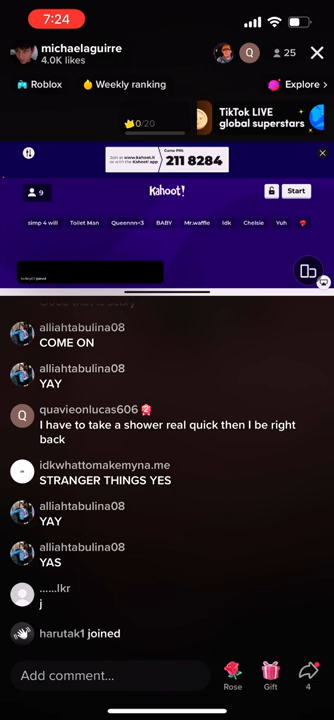 7:24
michaelaguirre
4.0K likes
Q
25
Roblox
Weekly ranking
Explore >
0/20
TikTok LIVE
global superstars
Join at www.kahoot.it
or with the Kahoot! app
Game PIN:
211 8284
9
Kahoot!
Start
simp 4 will
Toilet Man
Queennn<3
BABY
Mr.waffle
Idk
Chelsie
Yuh
joined
alliahtabulina08
COME ON
alliahtabulina08
YAY
Q
quavieonlucas606
I have to take a shower real quick then I be right
back
idkwhattomakemyna.me
STRANGER THINGS YES
alliahtabulina08
YAY
alliahtabulina08
YAS
......lkr
j
harutak1 joined
Add comment...
Rose
Gift
4